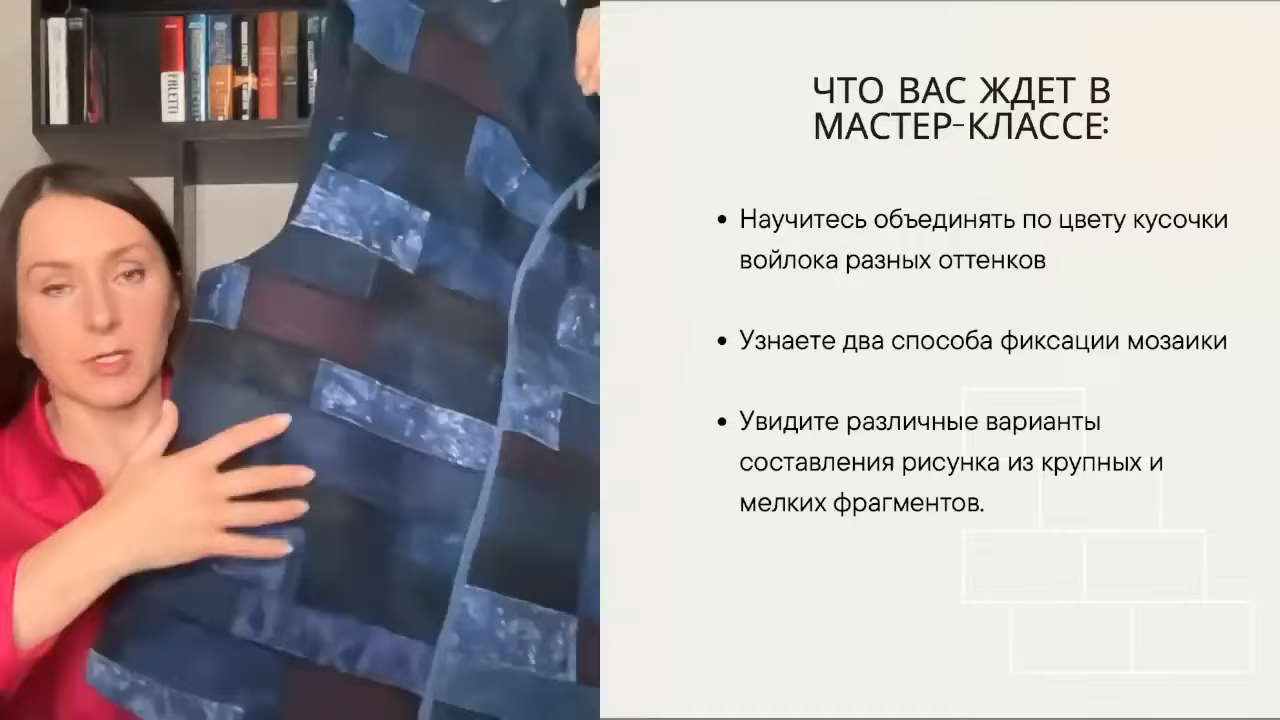 ЧТО ВАС ЖДЕТ В
МАСТЕР-КЛАССЕ:
• Научитесь объединять по цвету кусочки
войлока разных оттенков
• Узнаете два способа фиксации мозаики
• Увидите различные варианты
составления рисунка из крупных и
мелких фрагментов.